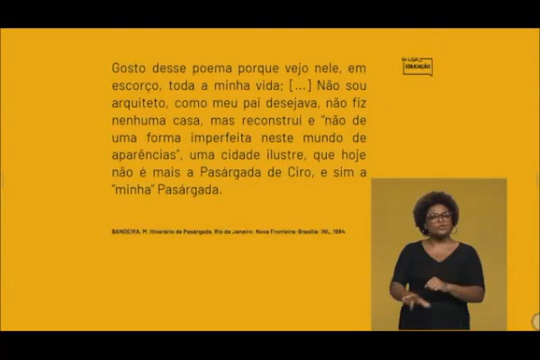 Gosto desse poema porque vejo nele, em
escorço, toda a minha vida; [...] Não sou
arquiteto, como meu pai desejava, não fiz
nenhuma casa, mas reconstruí e “não de
uma forma imperfeita neste mundo de
aparências”, uma cidade ilustre, que hoje
não é mais a Pasárgada de Ciro, e sim a
“minha” Pasárgada.
BANDEIRA, M. Itinerário de Pasárgada. Rio de Janeiro: Nova Fronteira; Brasília: INL, 1984
EDUCAÇÃO